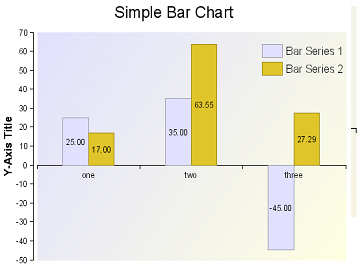 Simple Bar Chart
Y-Axis Title
70
60
50
40
30
20
10
0
-10
-20
-30
-40
-50
Bar Series 1
Bar Series 2
25.00
17.00
35.00
63.55
-45.00
27.29
one
two
three